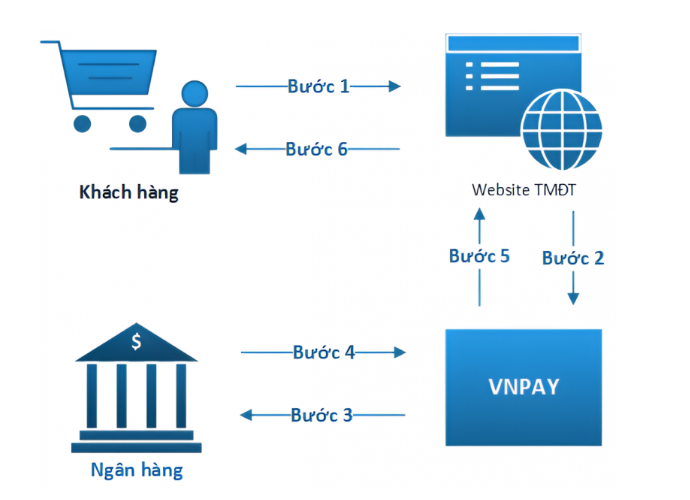 Bước 1
Bước 6
Khách hàng
Website TMĐT
Bước 5
Bước 2
$
Bước 4
VNPAY
Bước 3
Ngân hàng